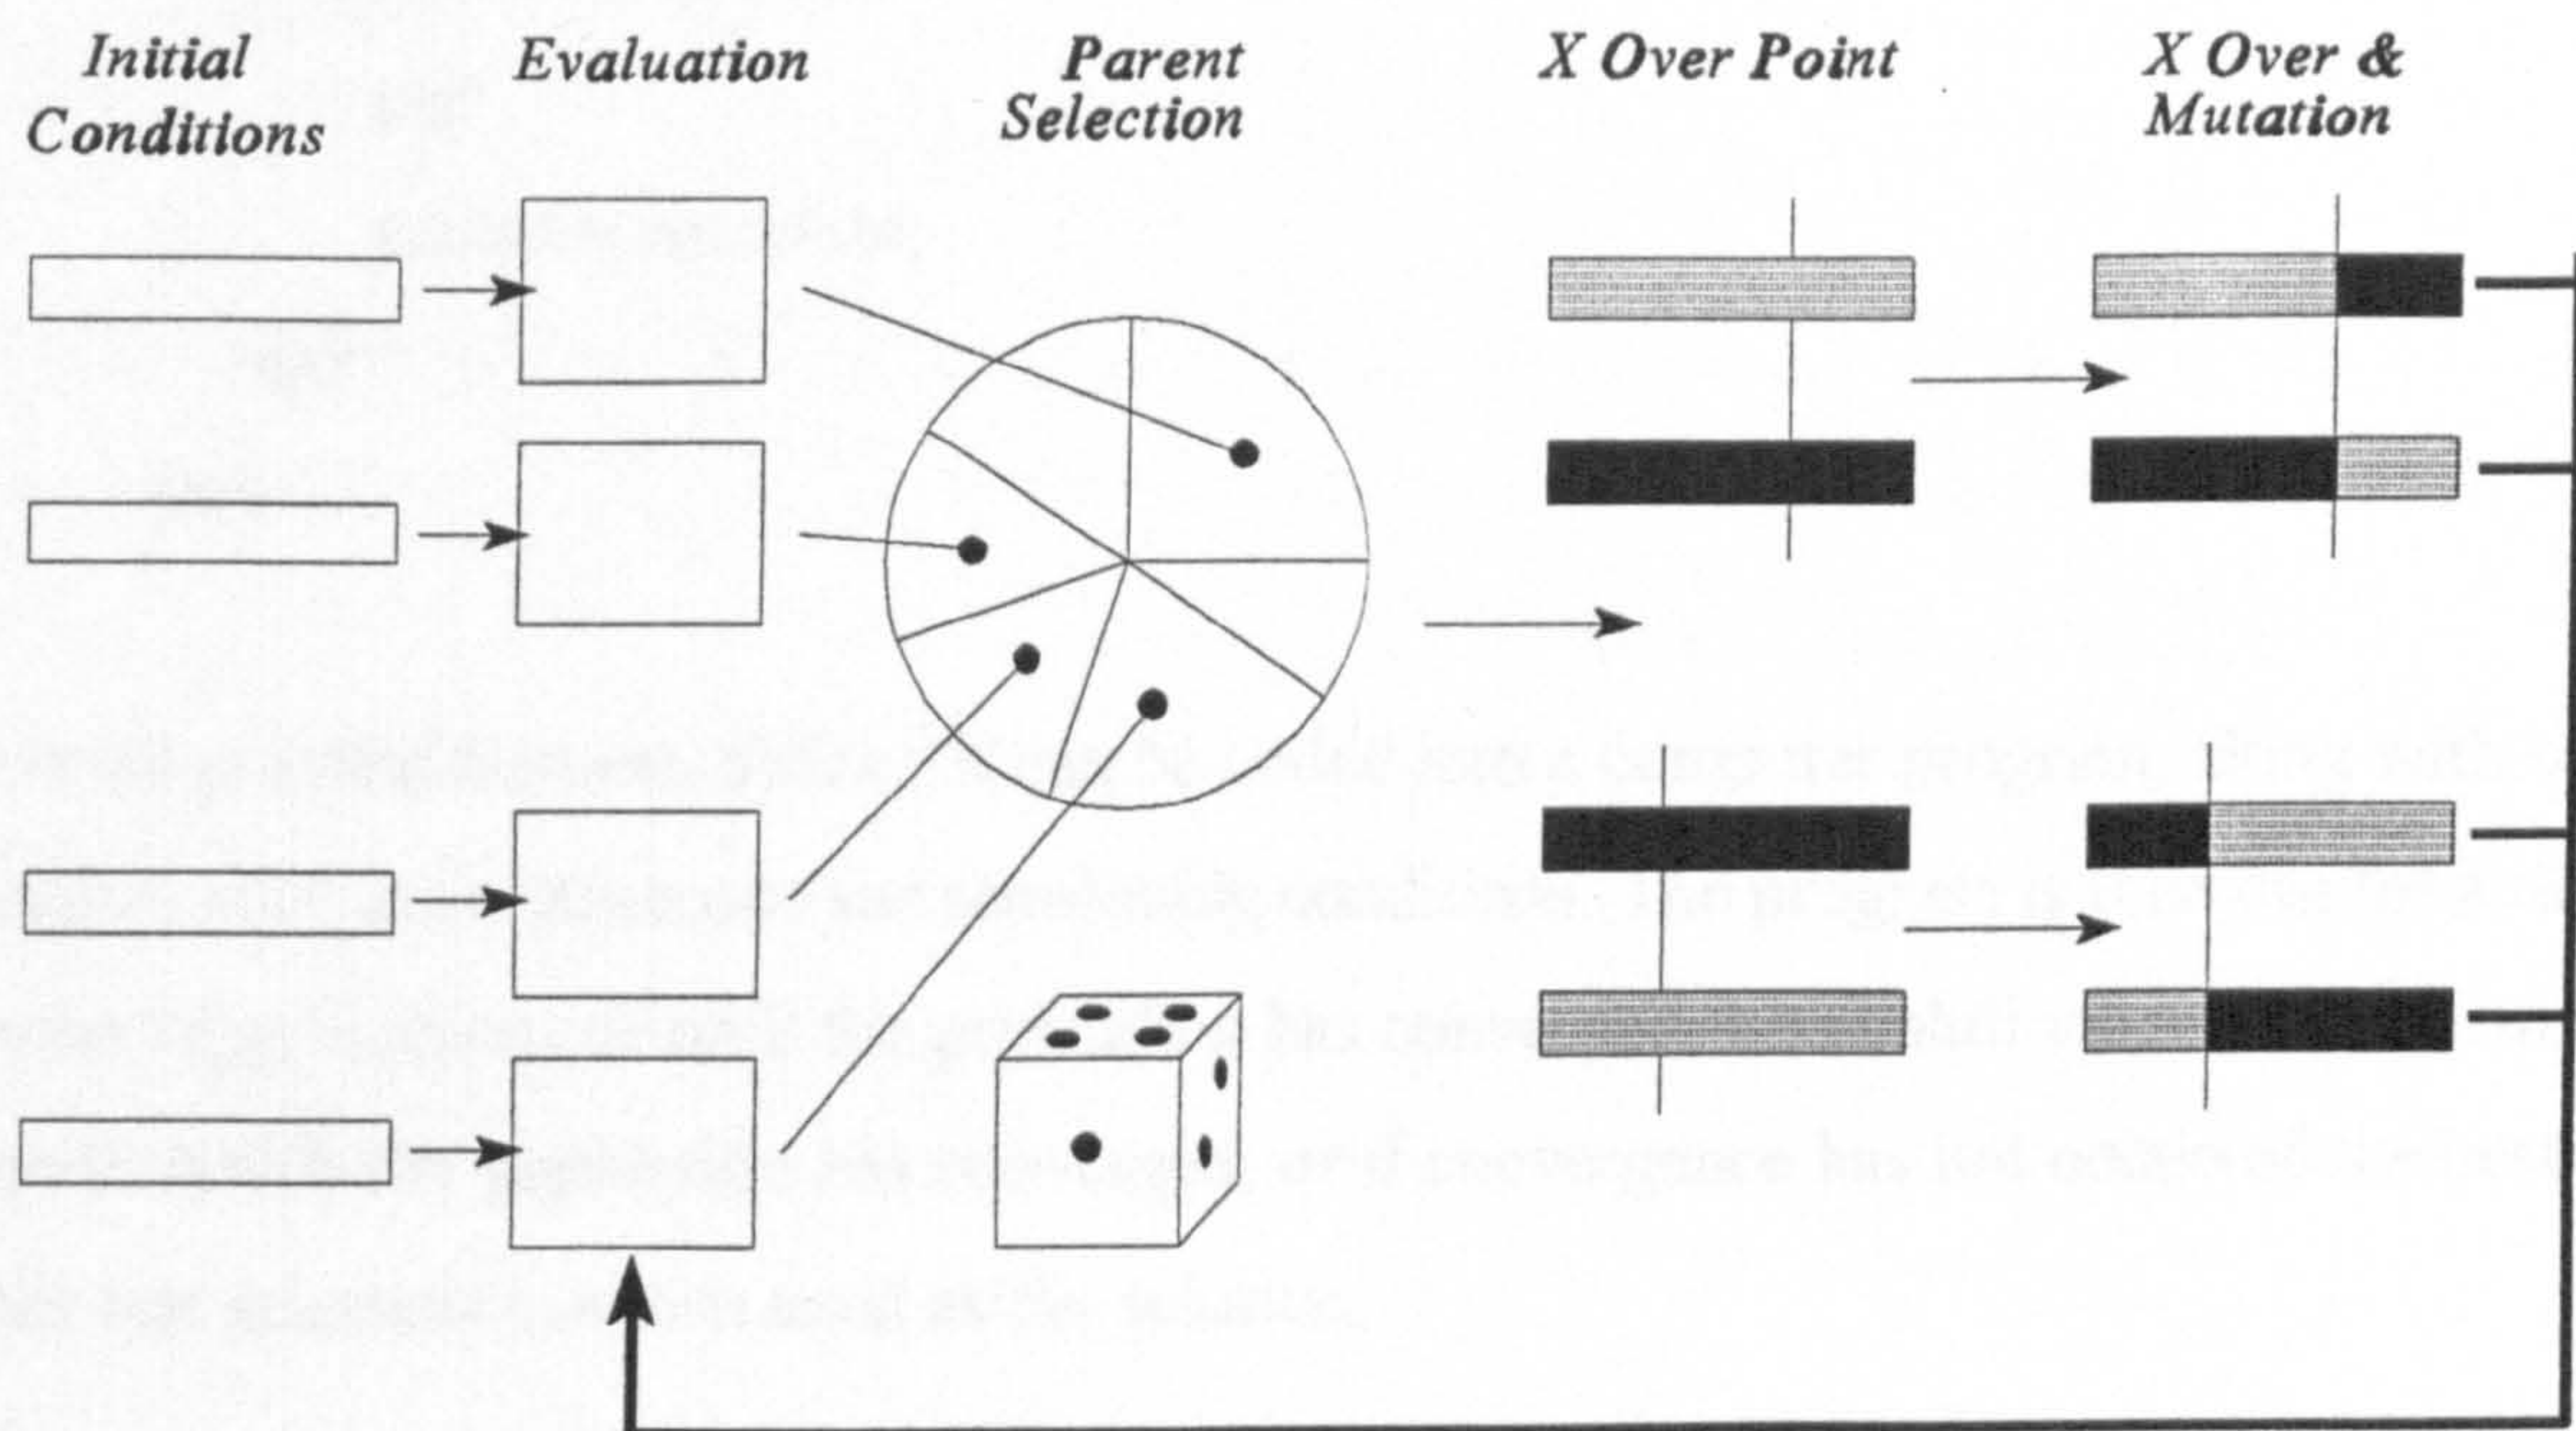 Initial
Conditions
Evaluation
Parent
Selection
X Over Point
X Over &
Mutation